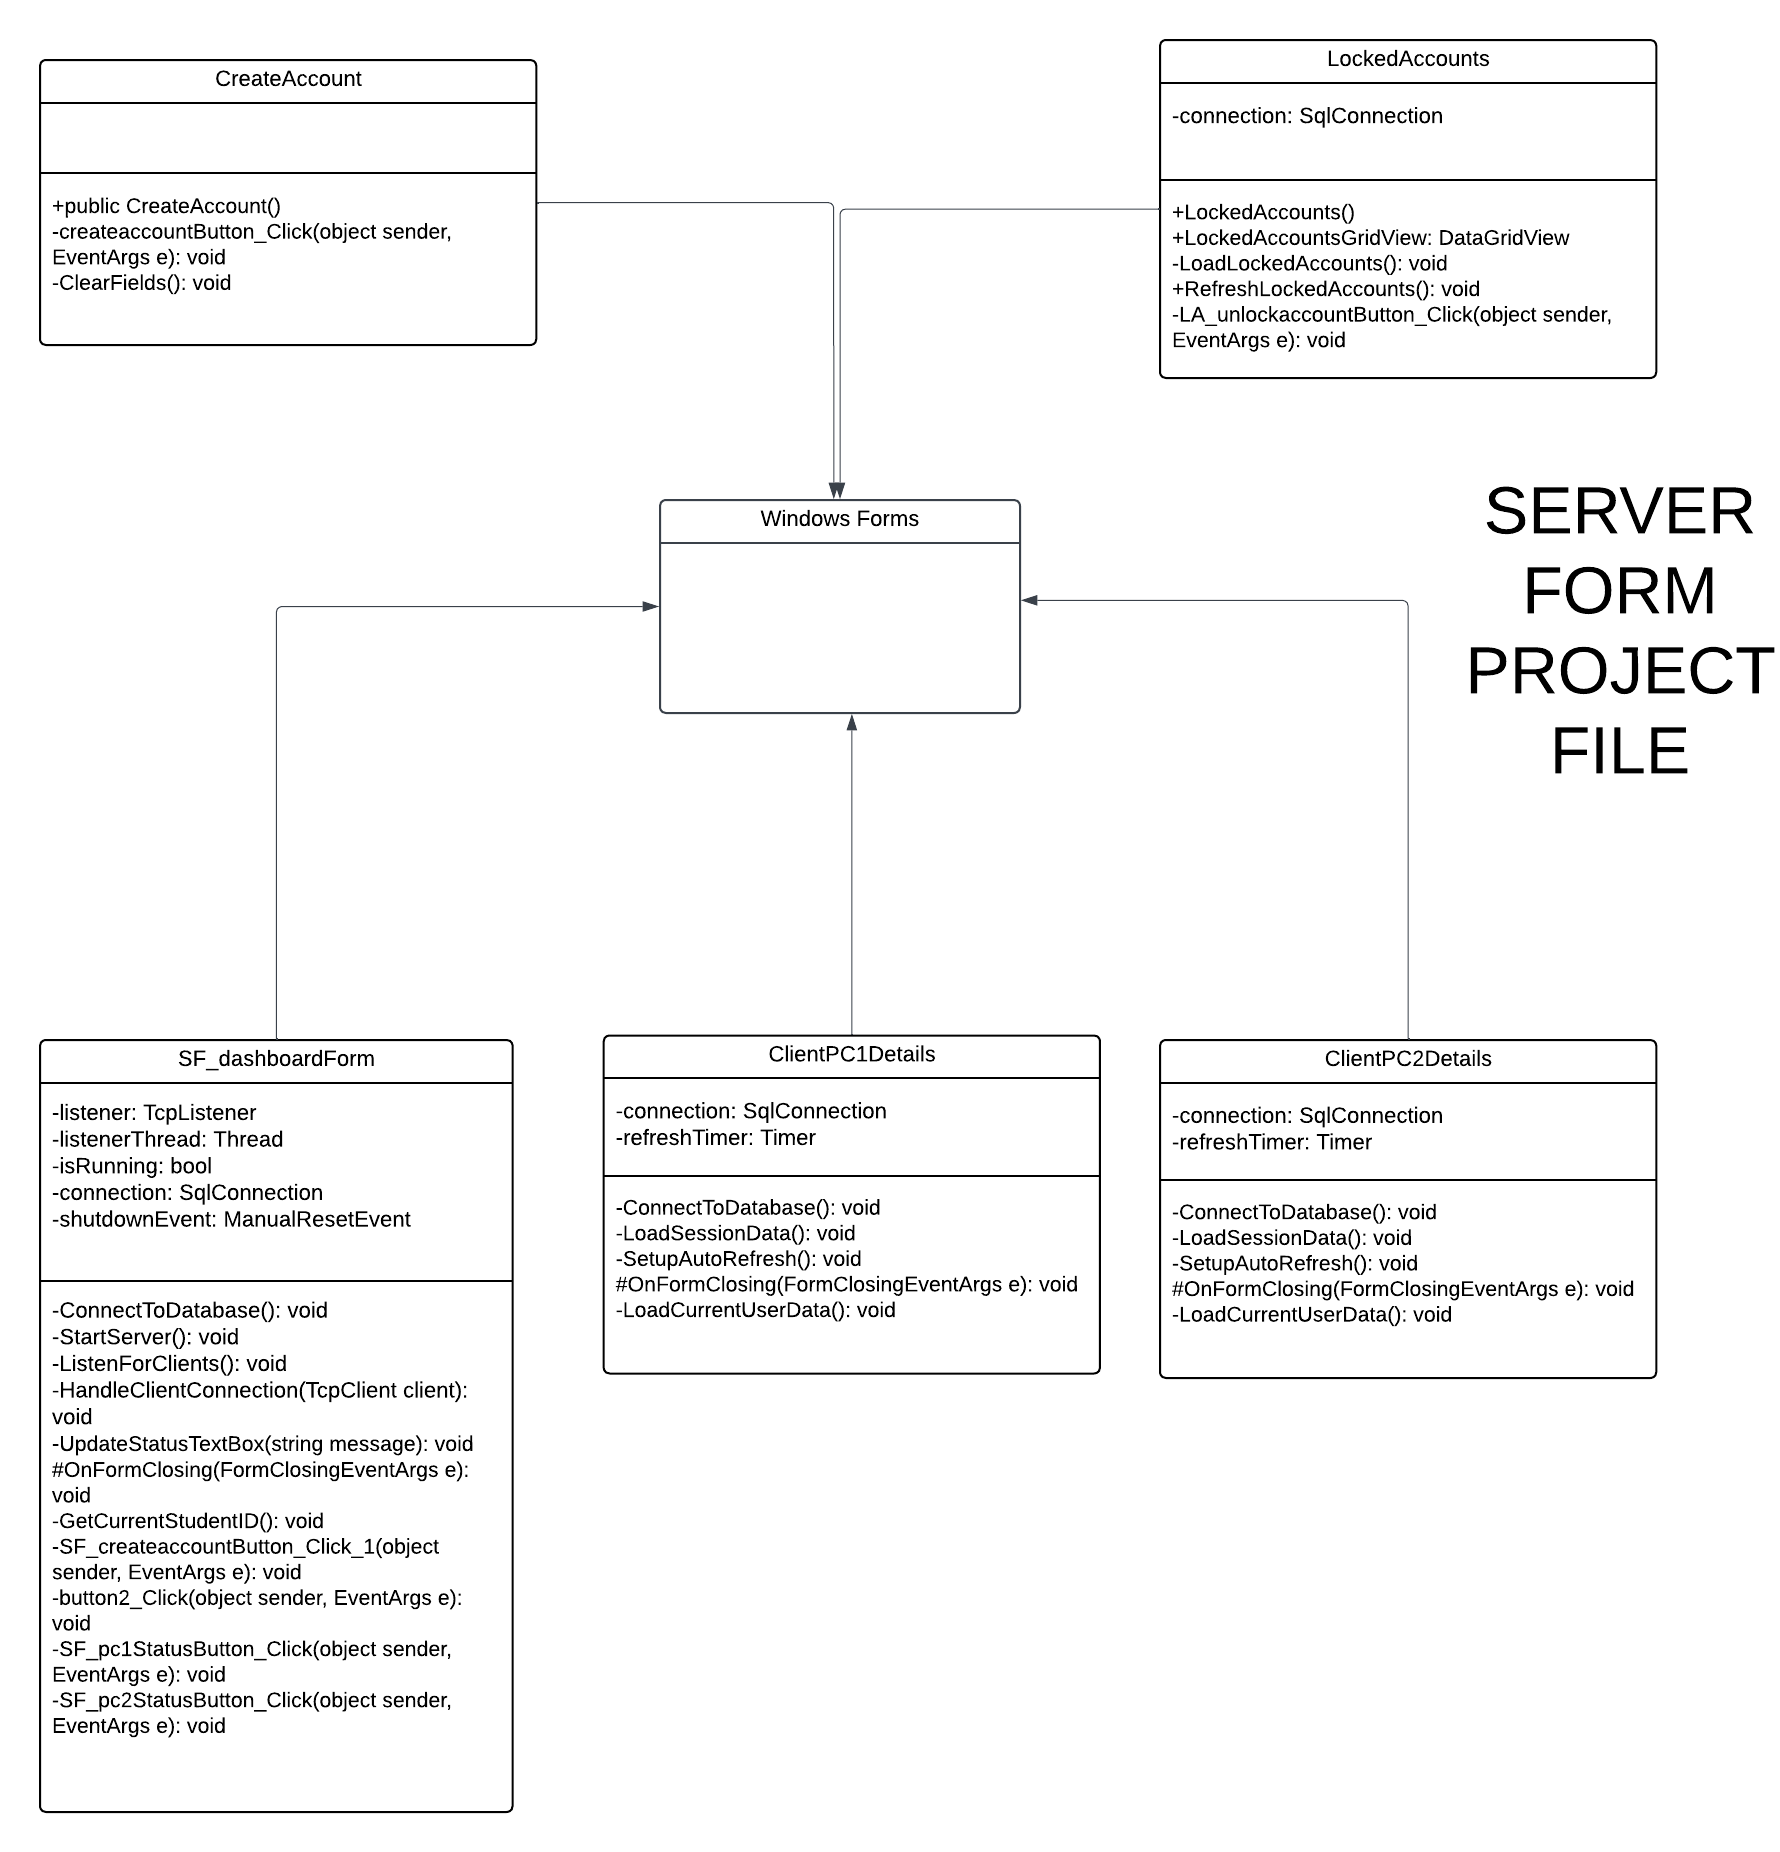 CreateAccount
+public CreateAccount()
-createaccountButton_Click(object sender,
EventArgs e): void
-ClearFields(): void
LockedAccounts
-connection: SqlConnection
+LockedAccounts()
+LockedAccountsGridView: DataGridView
-LoadLockedAccounts(): void
+RefreshLockedAccounts(): void
-LA_unlockaccountButton_Click(object sender,
EventArgs e): void
Windows Forms
SERVER
FORM
PROJECT
FILE
SF_dashboardForm
-listener: TcpListener
-listenerThread: Thread
-isRunning: bool
-connection: SqlConnection
-shutdownEvent: ManualResetEvent
-ConnectToDatabase(): void
-StartServer(): void
-ListenForClients(): void
-HandleClientConnection(TcpClient client):
void
-UpdateStatusTextBox(string message): void
#OnFormClosing(FormClosingEventArgs e):
void
-GetCurrentStudentID(): void
-SF_createaccountButton_Click_1(object
sender, EventArgs e): void
-button2_Click(object sender, EventArgs e):
void
-SF_pc1StatusButton_Click(object sender,
EventArgs e): void
-SF_pc2StatusButton_Click(object sender,
EventArgs e): void
ClientPC1Details
-connection: SqlConnection
-refreshTimer: Timer
-ConnectToDatabase(): void
-LoadSessionData(): void
-SetupAutoRefresh(): void
#OnFormClosing(FormClosingEventArgs e): void
-LoadCurrentUserData(): void
ClientPC2Details
-connection: SqlConnection
-refreshTimer: Timer
-ConnectToDatabase(): void
-LoadSessionData(): void
-SetupAutoRefresh(): void
#OnFormClosing(FormClosingEventArgs e): void
-LoadCurrentUserData(): void